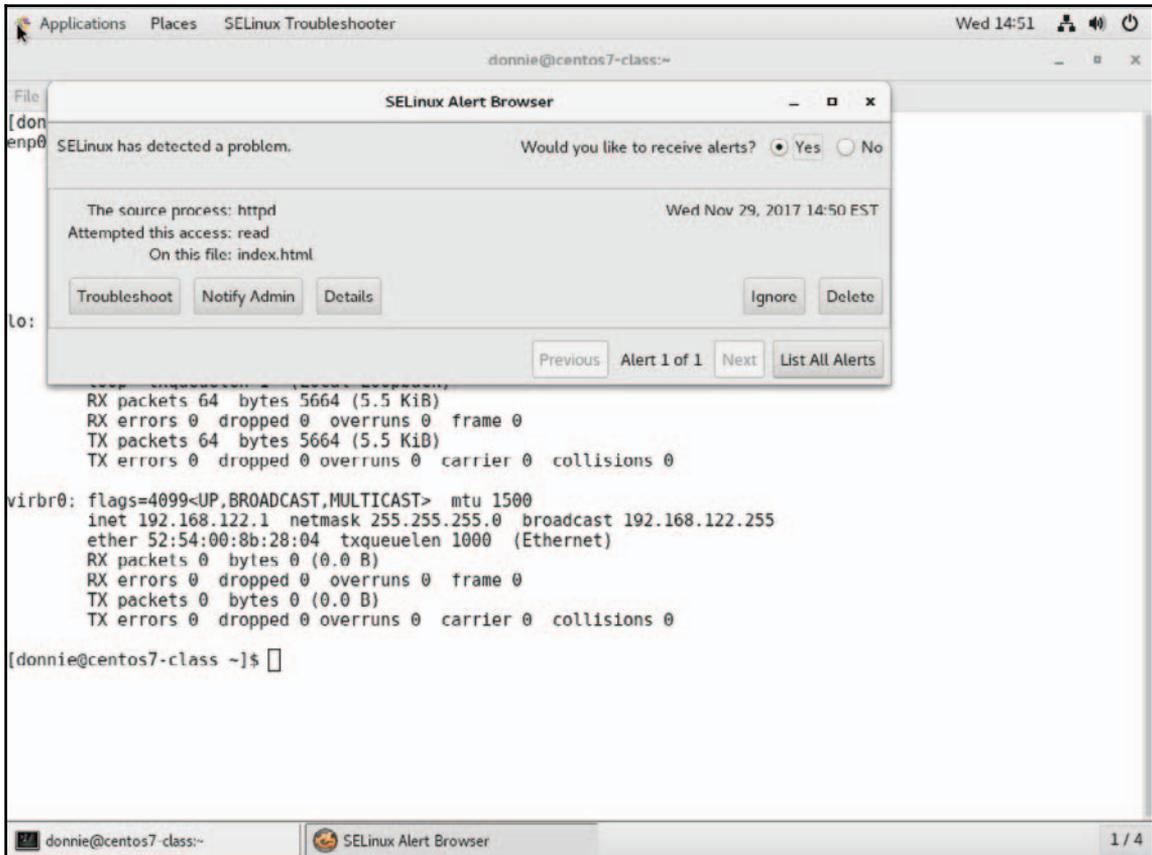 Applications Places SELinux Troubleshooter Wed 14:51
donnie@centos7-class:~
File
SELinux Alert Browser
[don
enp0
SELinux has detected a problem. Would you like to receive alerts? Yes No
The source process: httpd Wed Nov 29, 2017 14:50 EST
Attempted this access: read
On this file: index.html
Troubleshoot Notify Admin Details Ignore Delete
lo:
Previous Alert 1 of 1 Next List All Alerts
loop txqueuelen 1 (Local Loopback)
RX packets 64 bytes 5664 (5.5 KiB)
RX errors 0 dropped 0 overruns 0 frame 0
TX packets 64 bytes 5664 (5.5 KiB)
TX errors 0 dropped 0 overruns 0 carrier 0 collisions 0
virbr0: flags=4099<UP,BROADCAST,MULTICAST> mtu 1500
inet 192.168.122.1 netmask 255.255.255.0 broadcast 192.168.122.255
ether 52:54:00:8b:28:04 txqueuelen 1000 (Ethernet)
RX packets 0 bytes 0 (0.0 B)
RX errors 0 dropped 0 overruns 0 frame 0
TX packets 0 bytes 0 (0.0 B)
TX errors 0 dropped 0 overruns 0 carrier 0 collisions 0
[donnie@centos7-class ~]$
donnie@centos7-class:~ SELinux Alert Browser 1 / 4